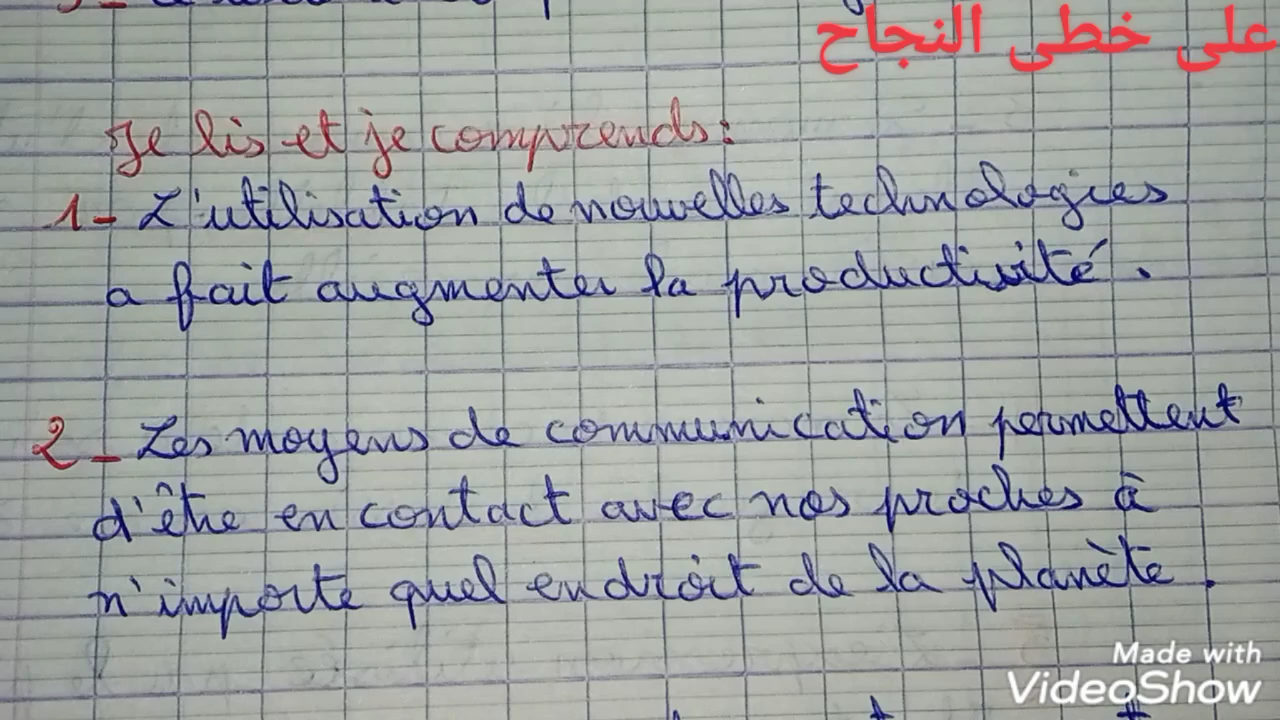 على خطى النجاح
Je lis et je comprends:
1- L'utilisation de nouvelles technologies
a fait augmenter la productivité.
2- Les moyens de communication permettent
d'être en contact avec nos proches à
n'importe quel endroit de la planète.
Made with
VideoShow